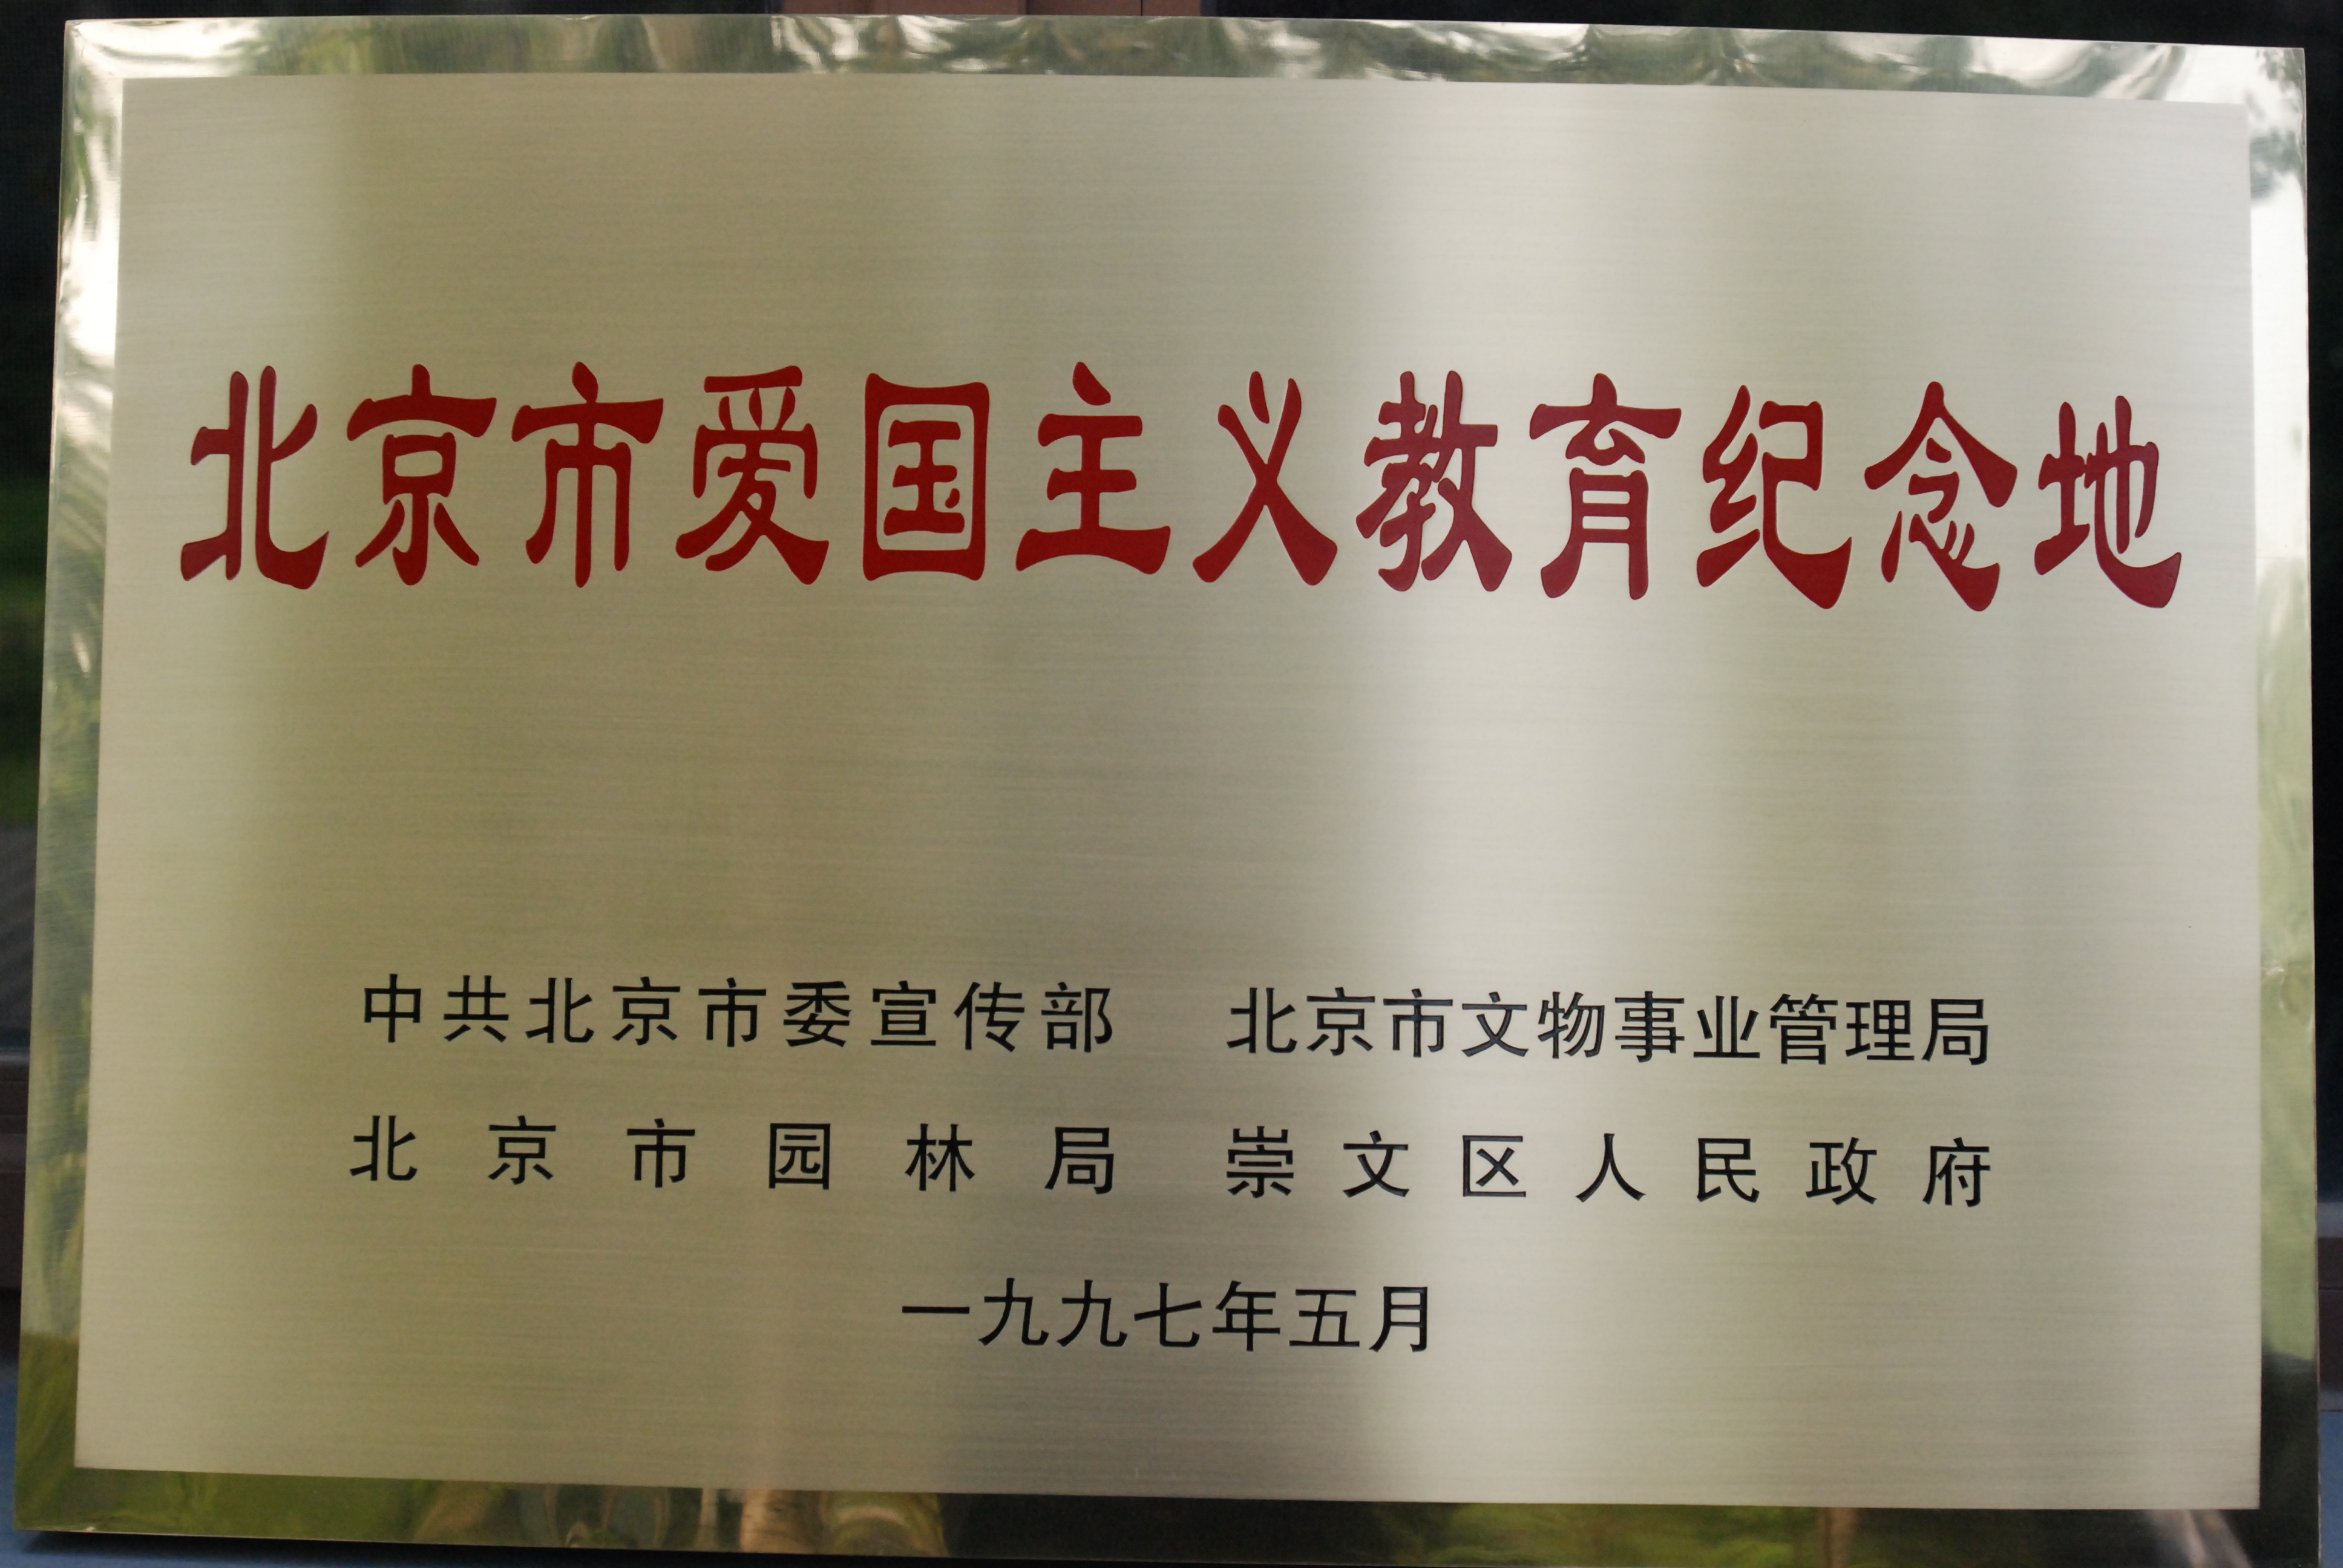 北京市爱国主义教育纪念地
中共北京市委宣传部 北京市文物事业管理局
北京市园林局 崇文区人民政府
一九九七年五月